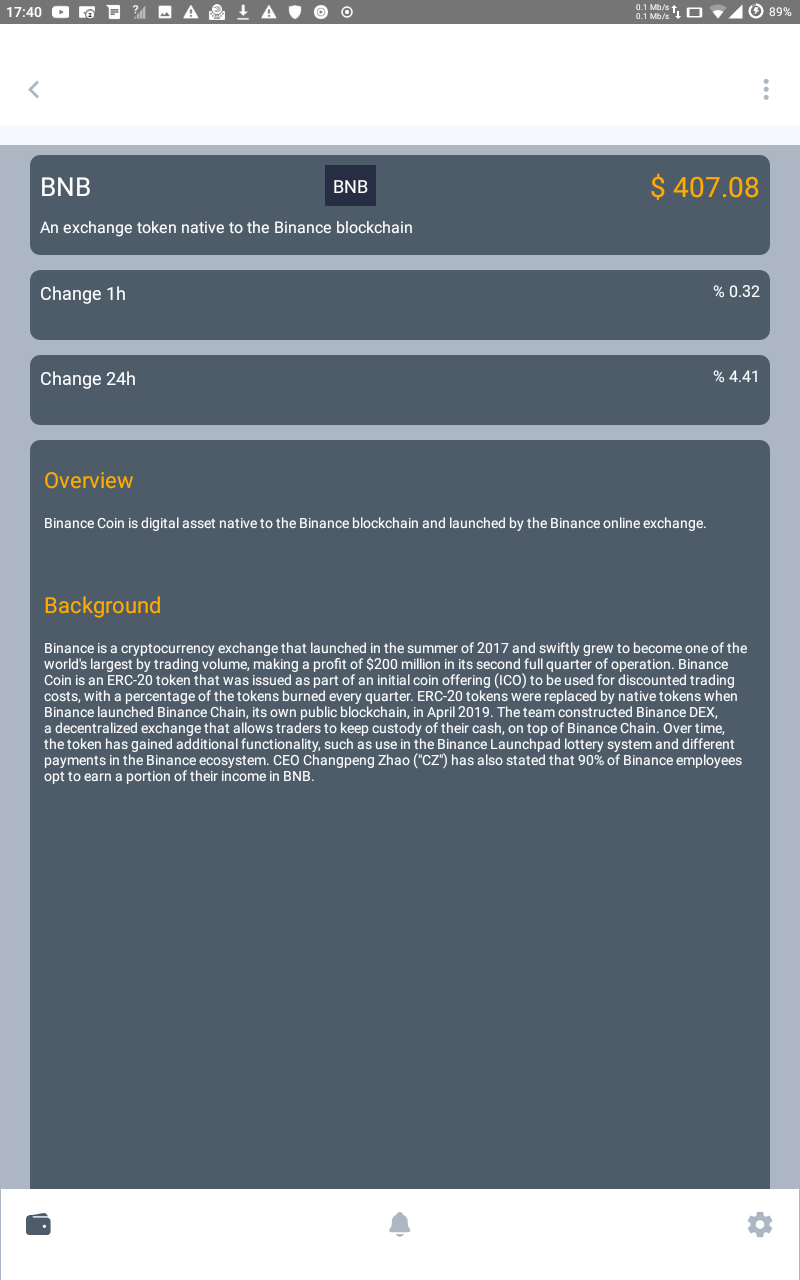 17:40
0.1 Mb/s
0.1 Mb/s
89%
BNB
BNB
$ 407.08
An exchange token native to the Binance blockchain
Change 1h
% 0.32
Change 24h
% 4.41
Overview
Binance Coin is digital asset native to the Binance blockchain and launched by the Binance online exchange.
Background
Binance is a cryptocurrency exchange that launched in the summer of 2017 and swiftly grew to become one of the
world's largest by trading volume, making a profit of $200 million in its second full quarter of operation. Binance
Coin is an ERC-20 token that was issued as part of an initial coin offering (ICO) to be used for discounted trading
costs, with a percentage of the tokens burned every quarter. ERC-20 tokens were replaced by native tokens when
Binance launched Binance Chain, its own public blockchain, in April 2019. The team constructed Binance DEX,
a decentralized exchange that allows traders to keep custody of their cash, on top of Binance Chain. Over time,
the token has gained additional functionality, such as use in the Binance Launchpad lottery system and different
payments in the Binance ecosystem. CEO Changpeng Zhao ("CZ") has also stated that 90% of Binance employees
opt to earn a portion of their income in BNB.